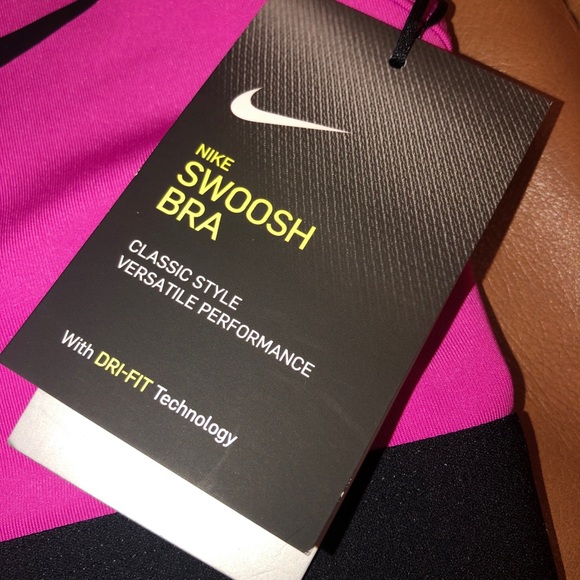 NIKE
SWOOSH
BRA
CLASSIC STYLE
VERSATILE PERFORMANCE
With DRI-FIT Technology